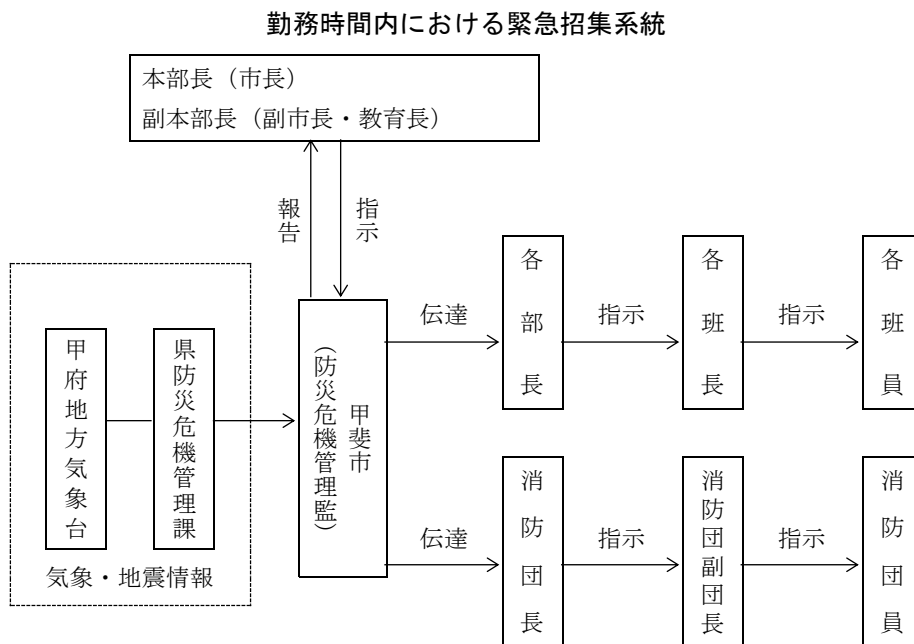 勤務時間内における緊急招集系統
本部長（市長）
副本部長（副市長・教育長）
報告
指示
甲府地方気象台
県防災危機管理課
気象・地震情報
甲斐市
（防災危機管理監）
伝達
各部長
指示
各班長
指示
各班員
伝達
消防団長
指示
消防団副団長
指示
消防団員